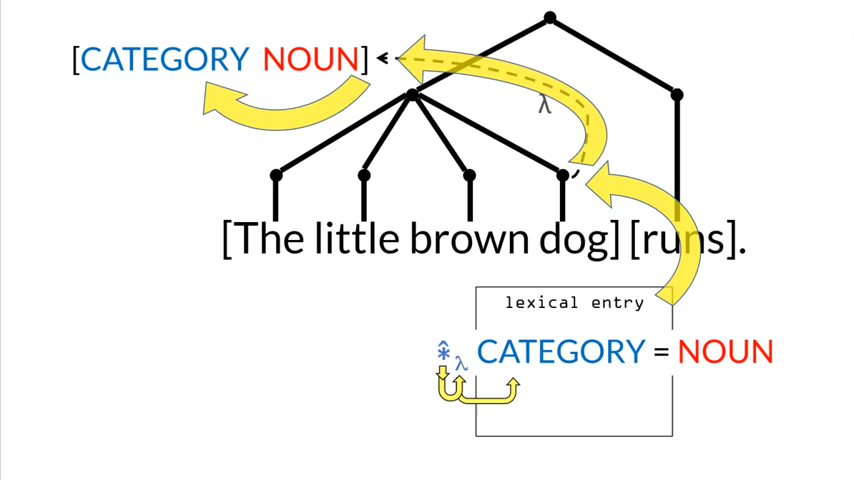 [CATEGORY NOUN]
λ
[The little brown dog] [runs].
lexical entry
*̂λ CATEGORY = NOUN